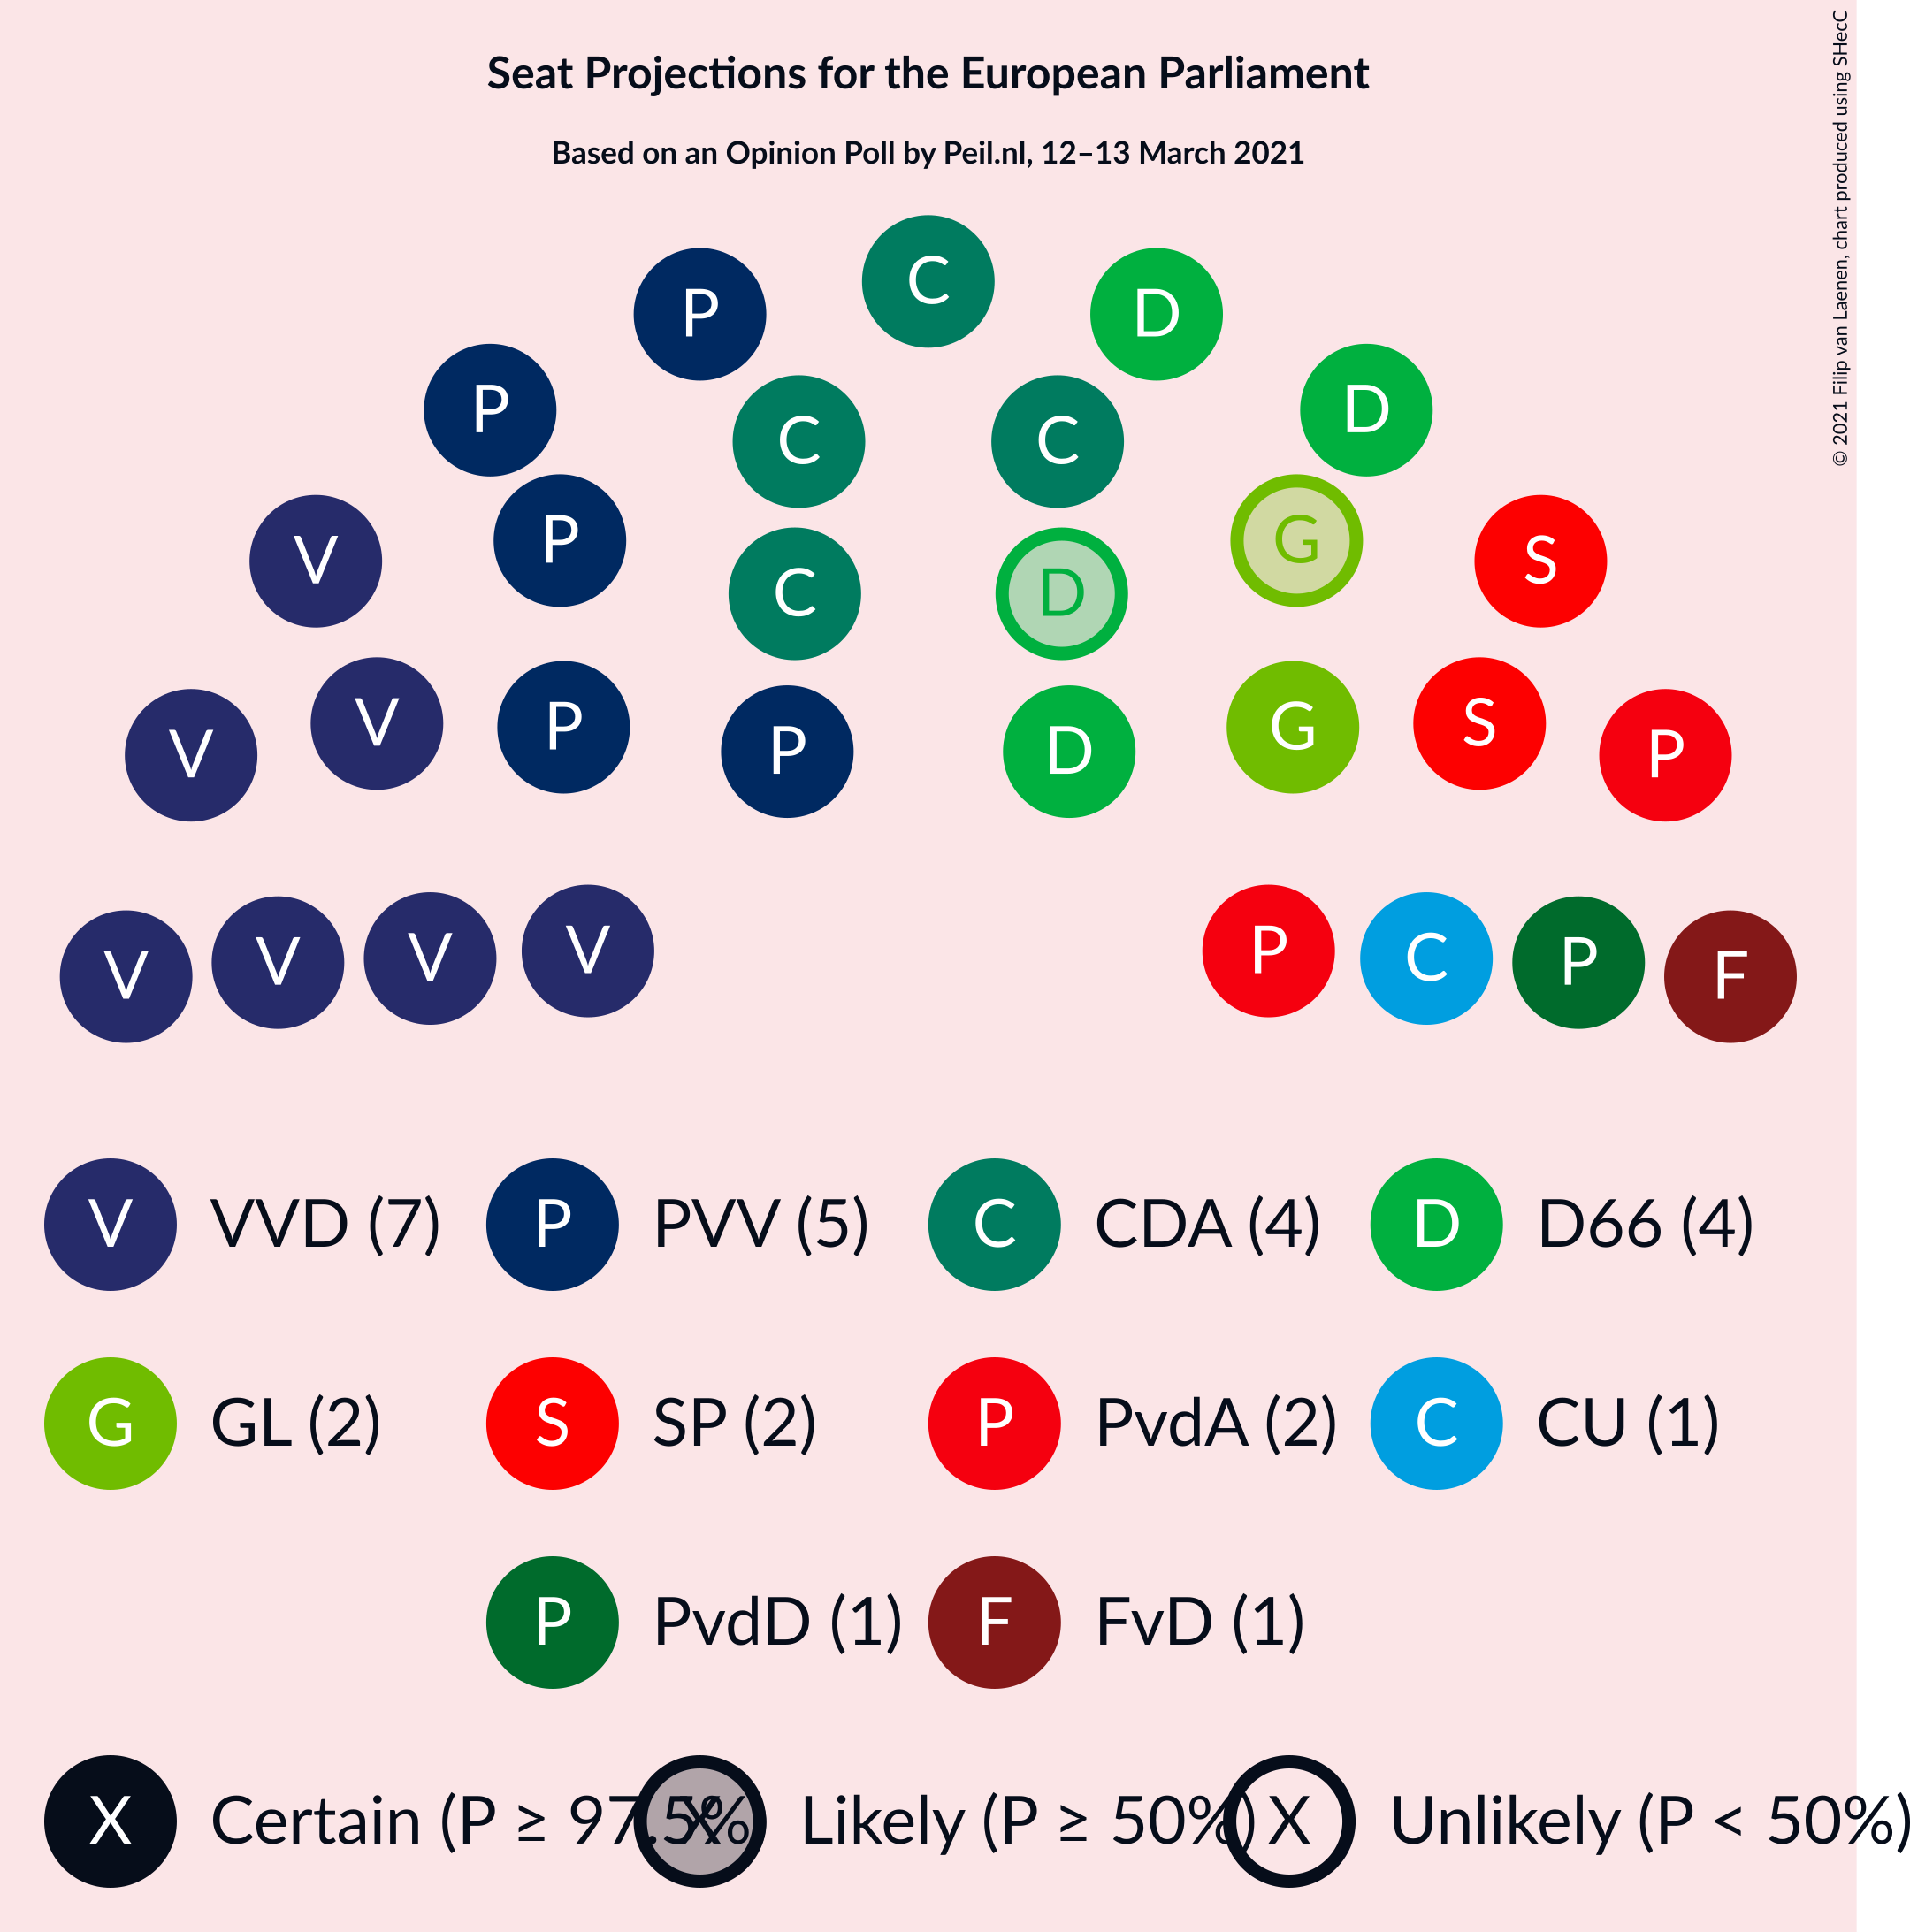 Seat Projections for the European Parliament
Based on an Opinion Poll by Peil.nl, 12–13 March 2021
© 2021 Filip van Laenen, chart produced using SHecC
C
P D
P D
C C
P G
V S
C D
V S
P G
P D
V P
P
V V
C
V P
V F
V VVD (7) P PVV (5) C CDA (4) D D66 (4)
G GL (2) S SP (2) P PvdA (2) C CU (1)
P PvdD (1) F FvD (1)
X Certain (P ≥ 97.5% X Likely (P ≥ 50%) X Unlikely (P < 50%)